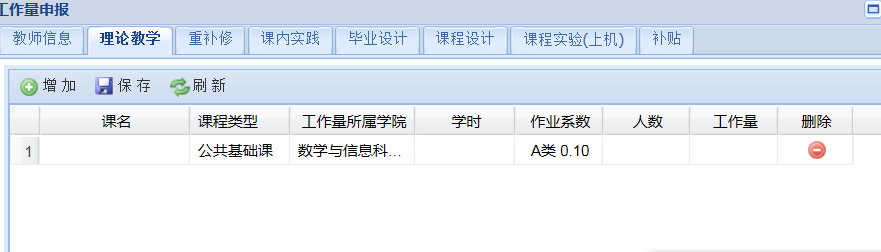 工作量申报
教师信息 理论教学 重补修 课内实践 毕业设计 课程设计 课程实验(上机) 补贴
增加 保存 刷新
课名 课程类型 工作量所属学院 学时 作业系数 人数 工作量 删除
1 公共基础课 数学与信息科... A类 0.10